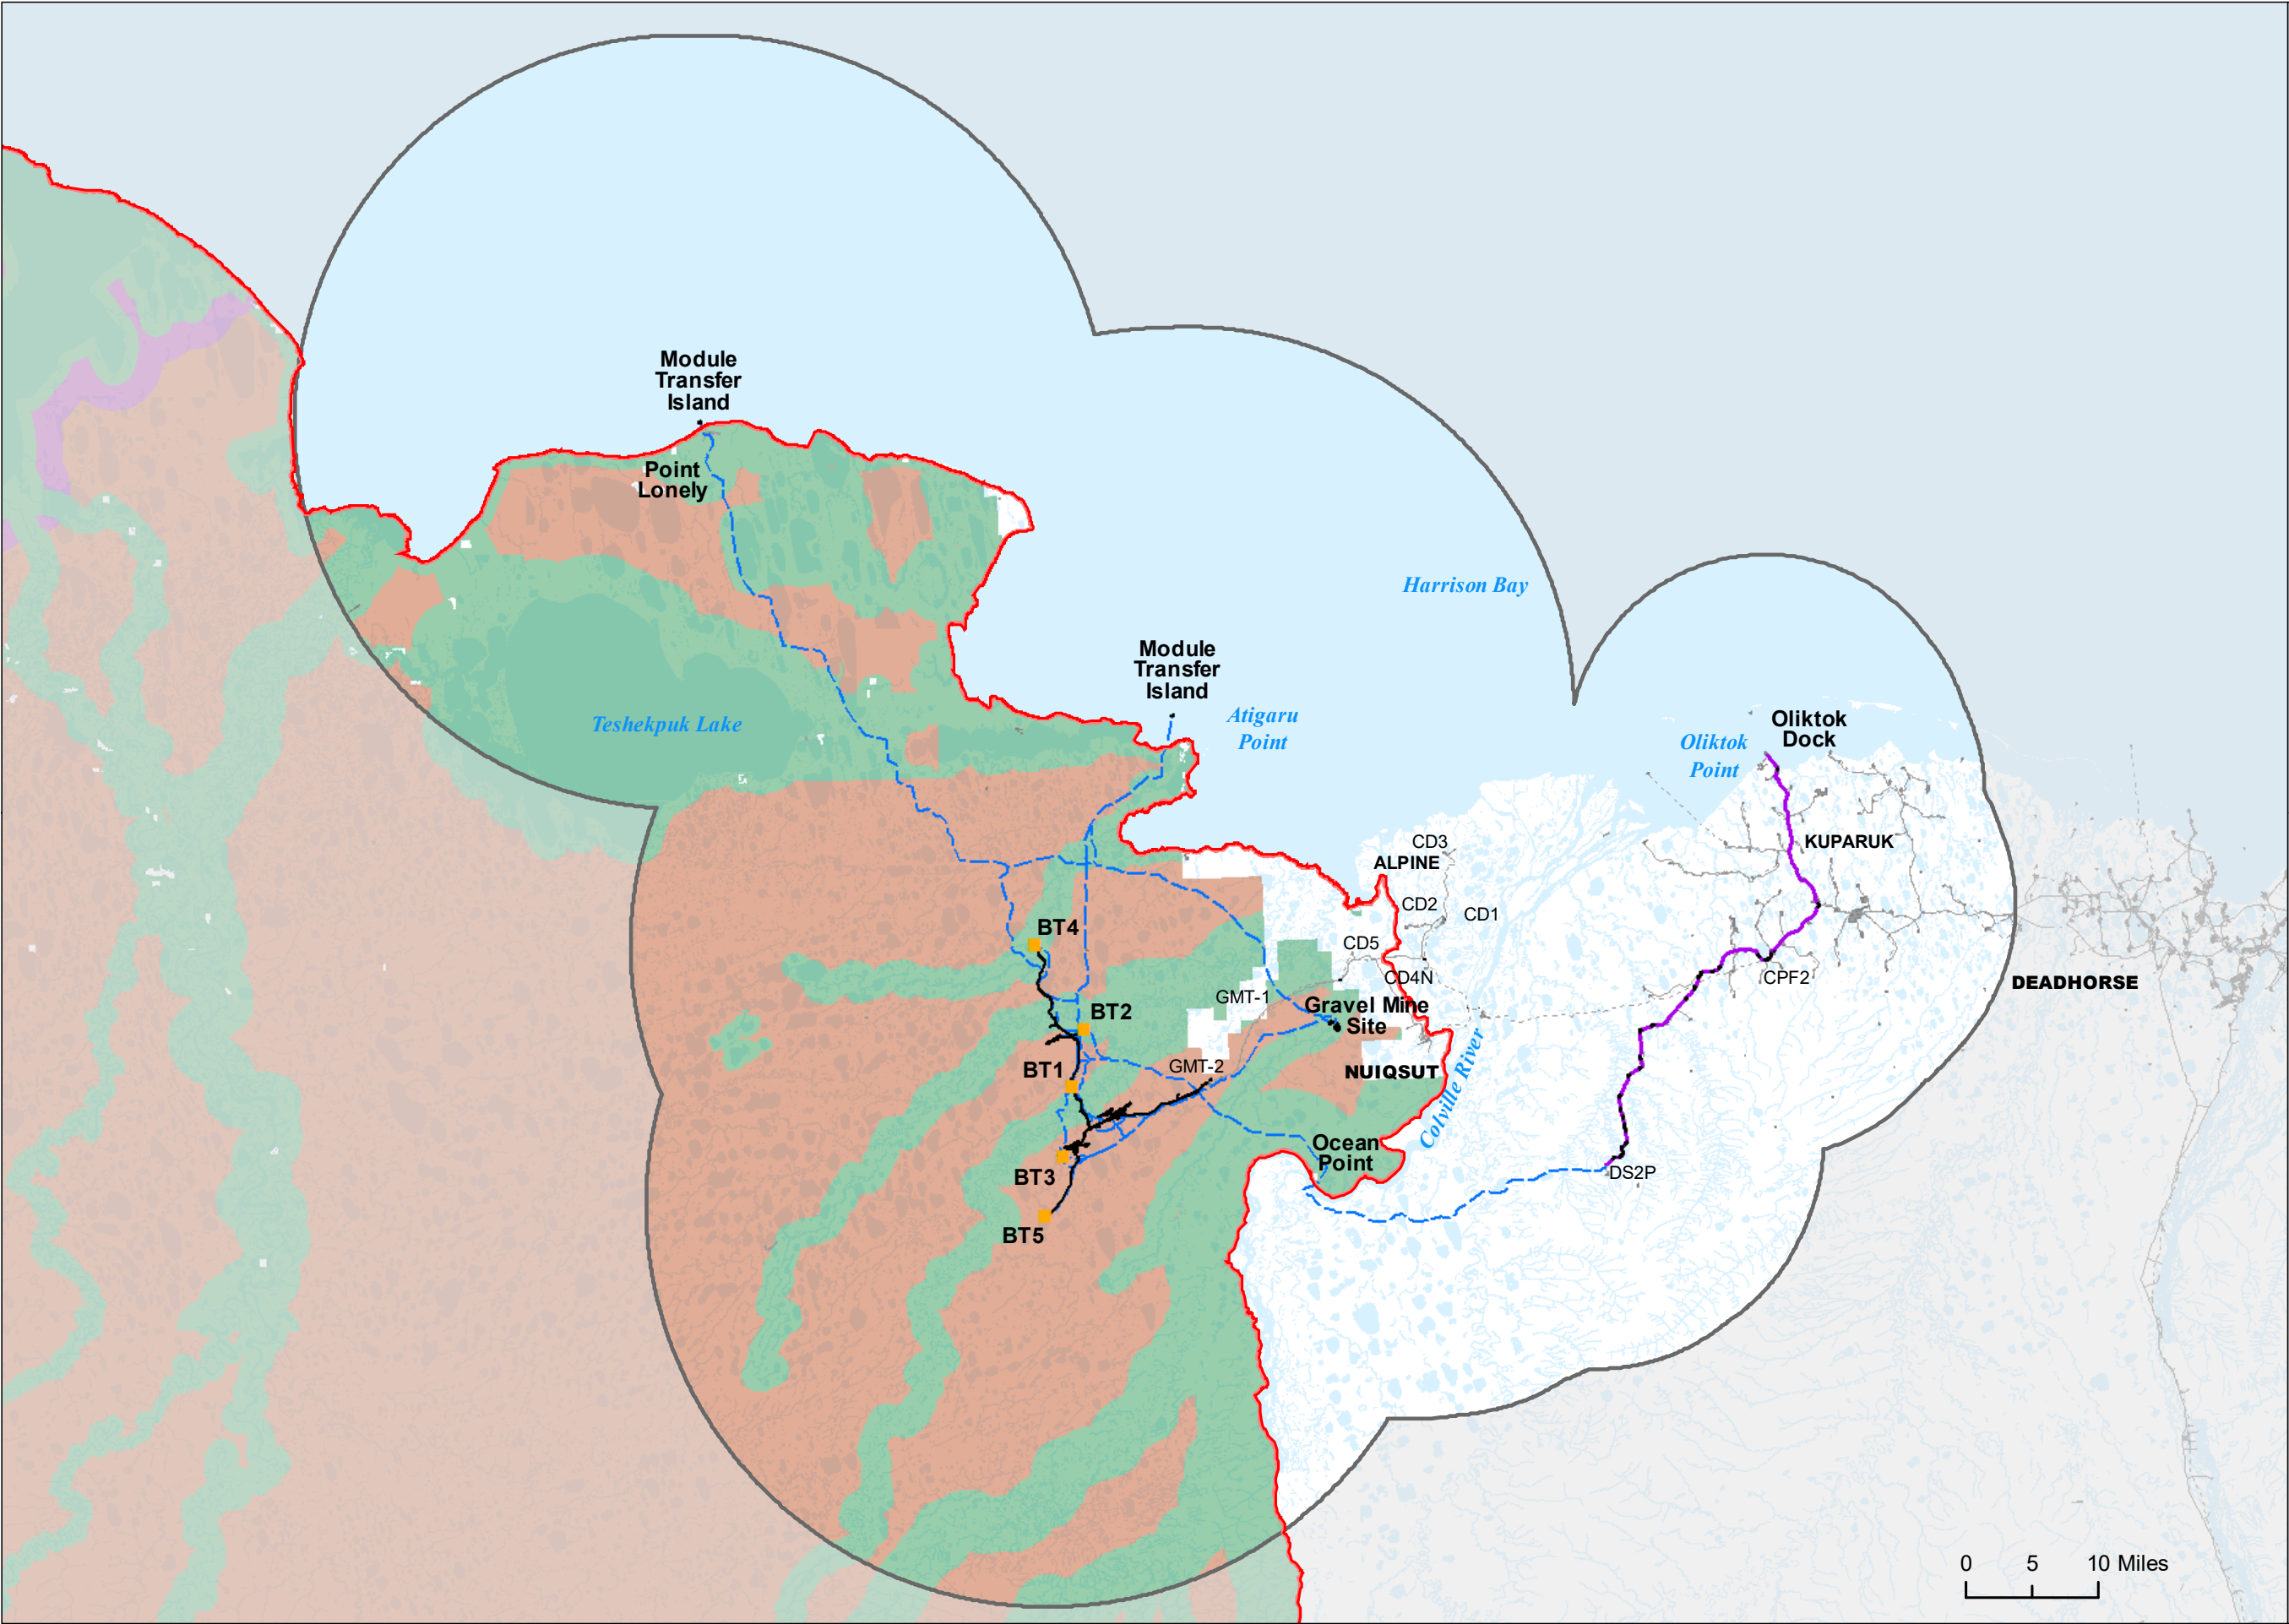 Module
Transfer
Island
Point
Lonely
Harrison Bay
Module
Transfer
Island
Teshekpuk Lake
Atigaru
Point
Oliktok
Dock
Oliktok
Point
CD3
KUPARUK
ALPINE
CD2
CD1
BT4
CD5
CD4N
CPF2
DEADHORSE
GMT-1
Gravel Mine
Site
BT2
GMT-2
BT1
NUIQSUT
Colville River
Ocean
Point
BT3
DS2P
BT5
0 5 10 Miles